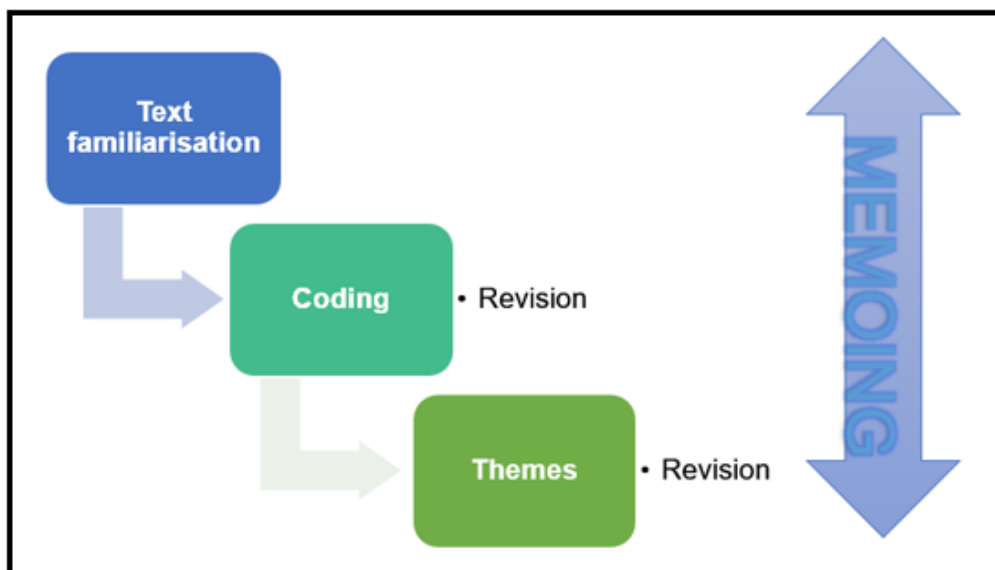 Text
familiarisation
Coding
• Revision
Themes
• Revision
MEMOING